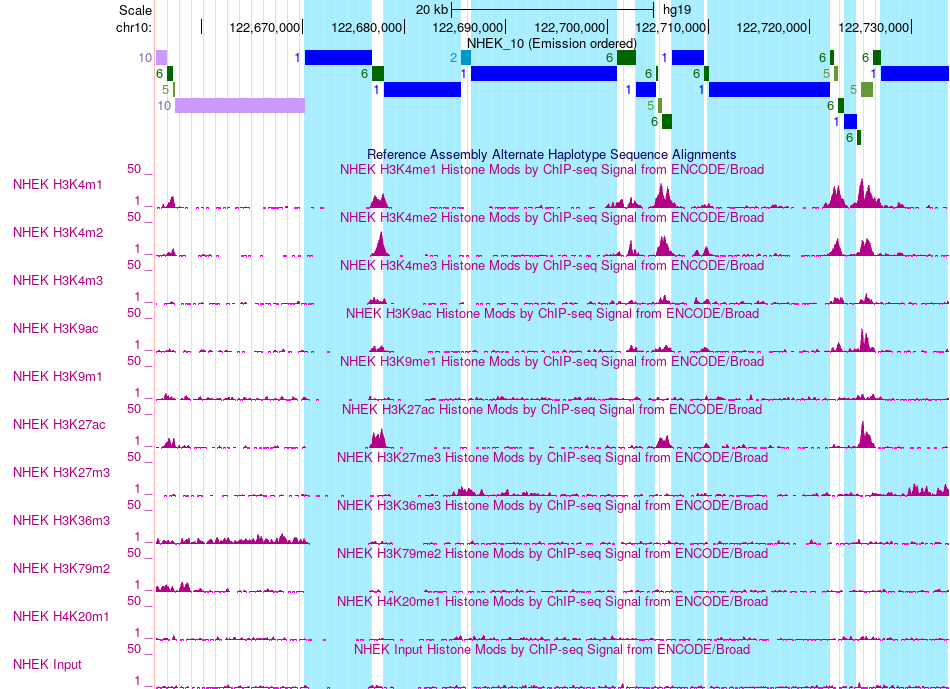 Scale 20 kb hg19
chr10: 122,670,000 122,680,000 122,690,000 122,700,000 122,710,000 122,720,000 122,730,000
NHEK_10 (Emission ordered)
10 1 2 6 1 6 6
6 6 1 6 6 5 1
5 1 1 1 5
10 5 6
6 1
6
Reference Assembly Alternate Haplotype Sequence Alignments
NHEK H3K4me1 Histone Mods by ChIP-seq Signal from ENCODE/Broad
50 _
NHEK H3K4m1
1 _
NHEK H3K4me2 Histone Mods by ChIP-seq Signal from ENCODE/Broad
50 _
NHEK H3K4m2
1 _
NHEK H3K4me3 Histone Mods by ChIP-seq Signal from ENCODE/Broad
50 _
NHEK H3K4m3
1 _
NHEK H3K9ac Histone Mods by ChIP-seq Signal from ENCODE/Broad
50 _
NHEK H3K9ac
1 _
NHEK H3K9me1 Histone Mods by ChIP-seq Signal from ENCODE/Broad
50 _
NHEK H3K9m1
1 _
NHEK H3K27ac Histone Mods by ChIP-seq Signal from ENCODE/Broad
50 _
NHEK H3K27ac
1 _
NHEK H3K27me3 Histone Mods by ChIP-seq Signal from ENCODE/Broad
50 _
NHEK H3K27m3
1 _
NHEK H3K36me3 Histone Mods by ChIP-seq Signal from ENCODE/Broad
50 _
NHEK H3K36m3
1 _
NHEK H3K79me2 Histone Mods by ChIP-seq Signal from ENCODE/Broad
50 _
NHEK H3K79m2
1 _
NHEK H4K20me1 Histone Mods by ChIP-seq Signal from ENCODE/Broad
50 _
NHEK H4K20m1
1 _
NHEK Input Histone Mods by ChIP-seq Signal from ENCODE/Broad
50 _
NHEK Input
1 _